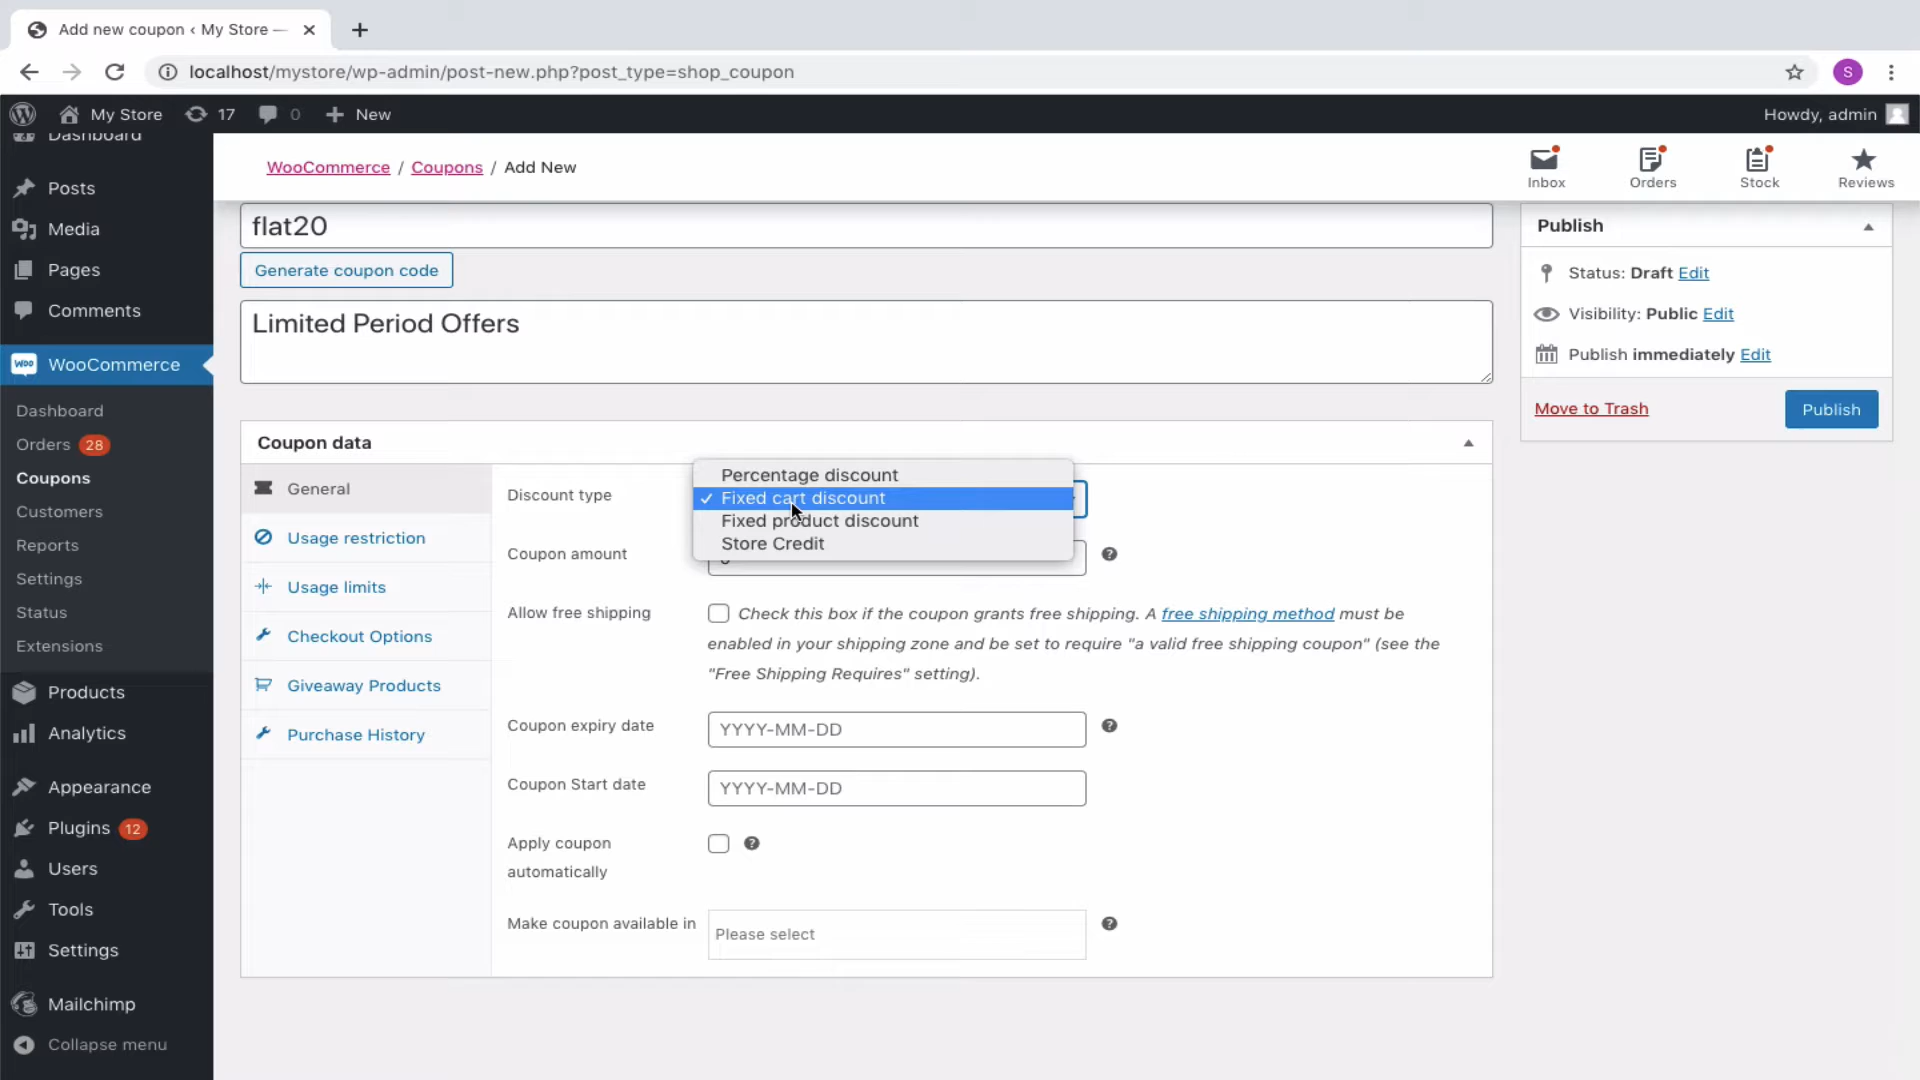 Add new coupon ‹ My Store —
localhost/mystore/wp-admin/post-new.php?post_type=shop_coupon
S
My Store 17 0 New
Howdy, admin
Dashboard
Posts
Media
Pages
Comments
WooCommerce
Dashboard
Orders 28
Coupons
Customers
Reports
Settings
Status
Extensions
Products
Analytics
Appearance
Plugins 12
Users
Tools
Settings
Mailchimp
Collapse menu
WooCommerce / Coupons / Add New
Inbox
Orders
Stock
Reviews
flat20
Generate coupon code
Limited Period Offers
Coupon data
General
Usage restriction
Usage limits
Checkout Options
Giveaway Products
Purchase History
Discount type
Percentage discount
✓ Fixed cart discount
Fixed product discount
Store Credit
Coupon amount
Allow free shipping
Check this box if the coupon grants free shipping. A free shipping method must be
enabled in your shipping zone and be set to require "a valid free shipping coupon" (see the
"Free Shipping Requires" setting).
Coupon expiry date
YYYY-MM-DD
Coupon Start date
YYYY-MM-DD
Apply coupon
automatically
Make coupon available in
Please select
Publish
Status: Draft Edit
Visibility: Public Edit
Publish immediately Edit
Move to Trash
Publish